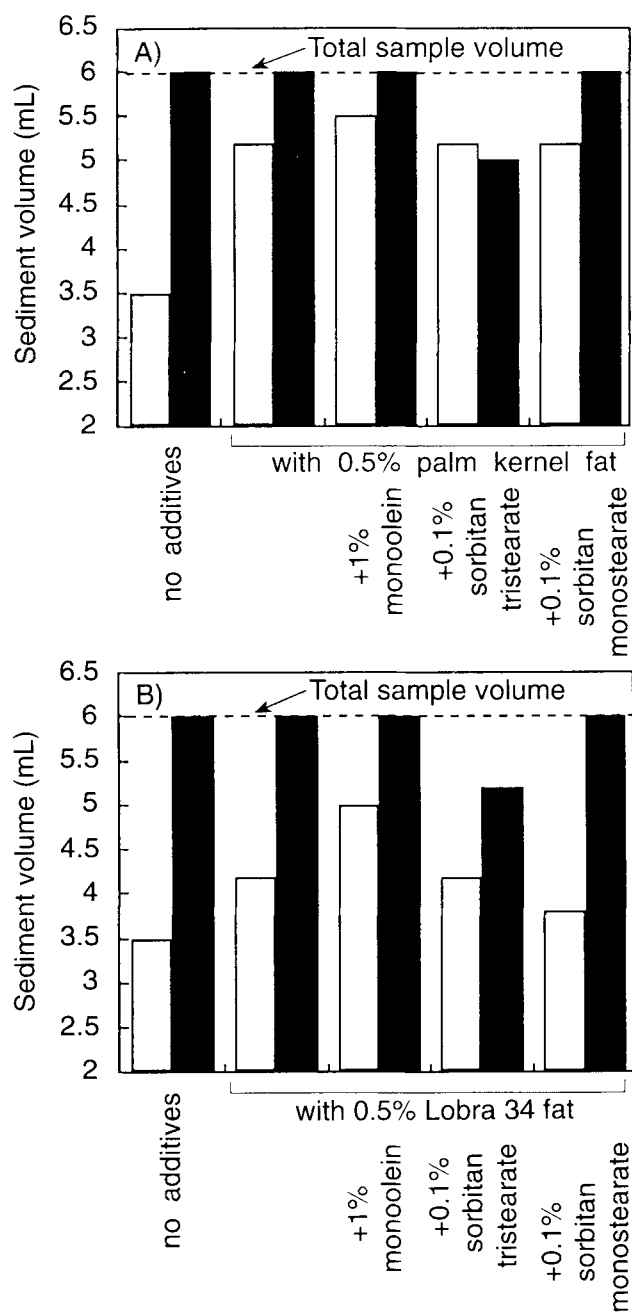 A)
Total sample volume
Sediment volume (mL)
6.5
6
5.5
5
4.5
4
3.5
3
2.5
2
no additives
with 0.5% palm kernel fat
+1%
monoolein
+0.1%
sorbitan
tristearate
+0.1%
sorbitan
monostearate
B)
Total sample volume
Sediment volume (mL)
6.5
6
5.5
5
4.5
4
3.5
3
2.5
2
no additives
with 0.5% Lobra 34 fat
+1%
monoolein
+0.1%
sorbitan
tristearate
+0.1%
sorbitan
monostearate